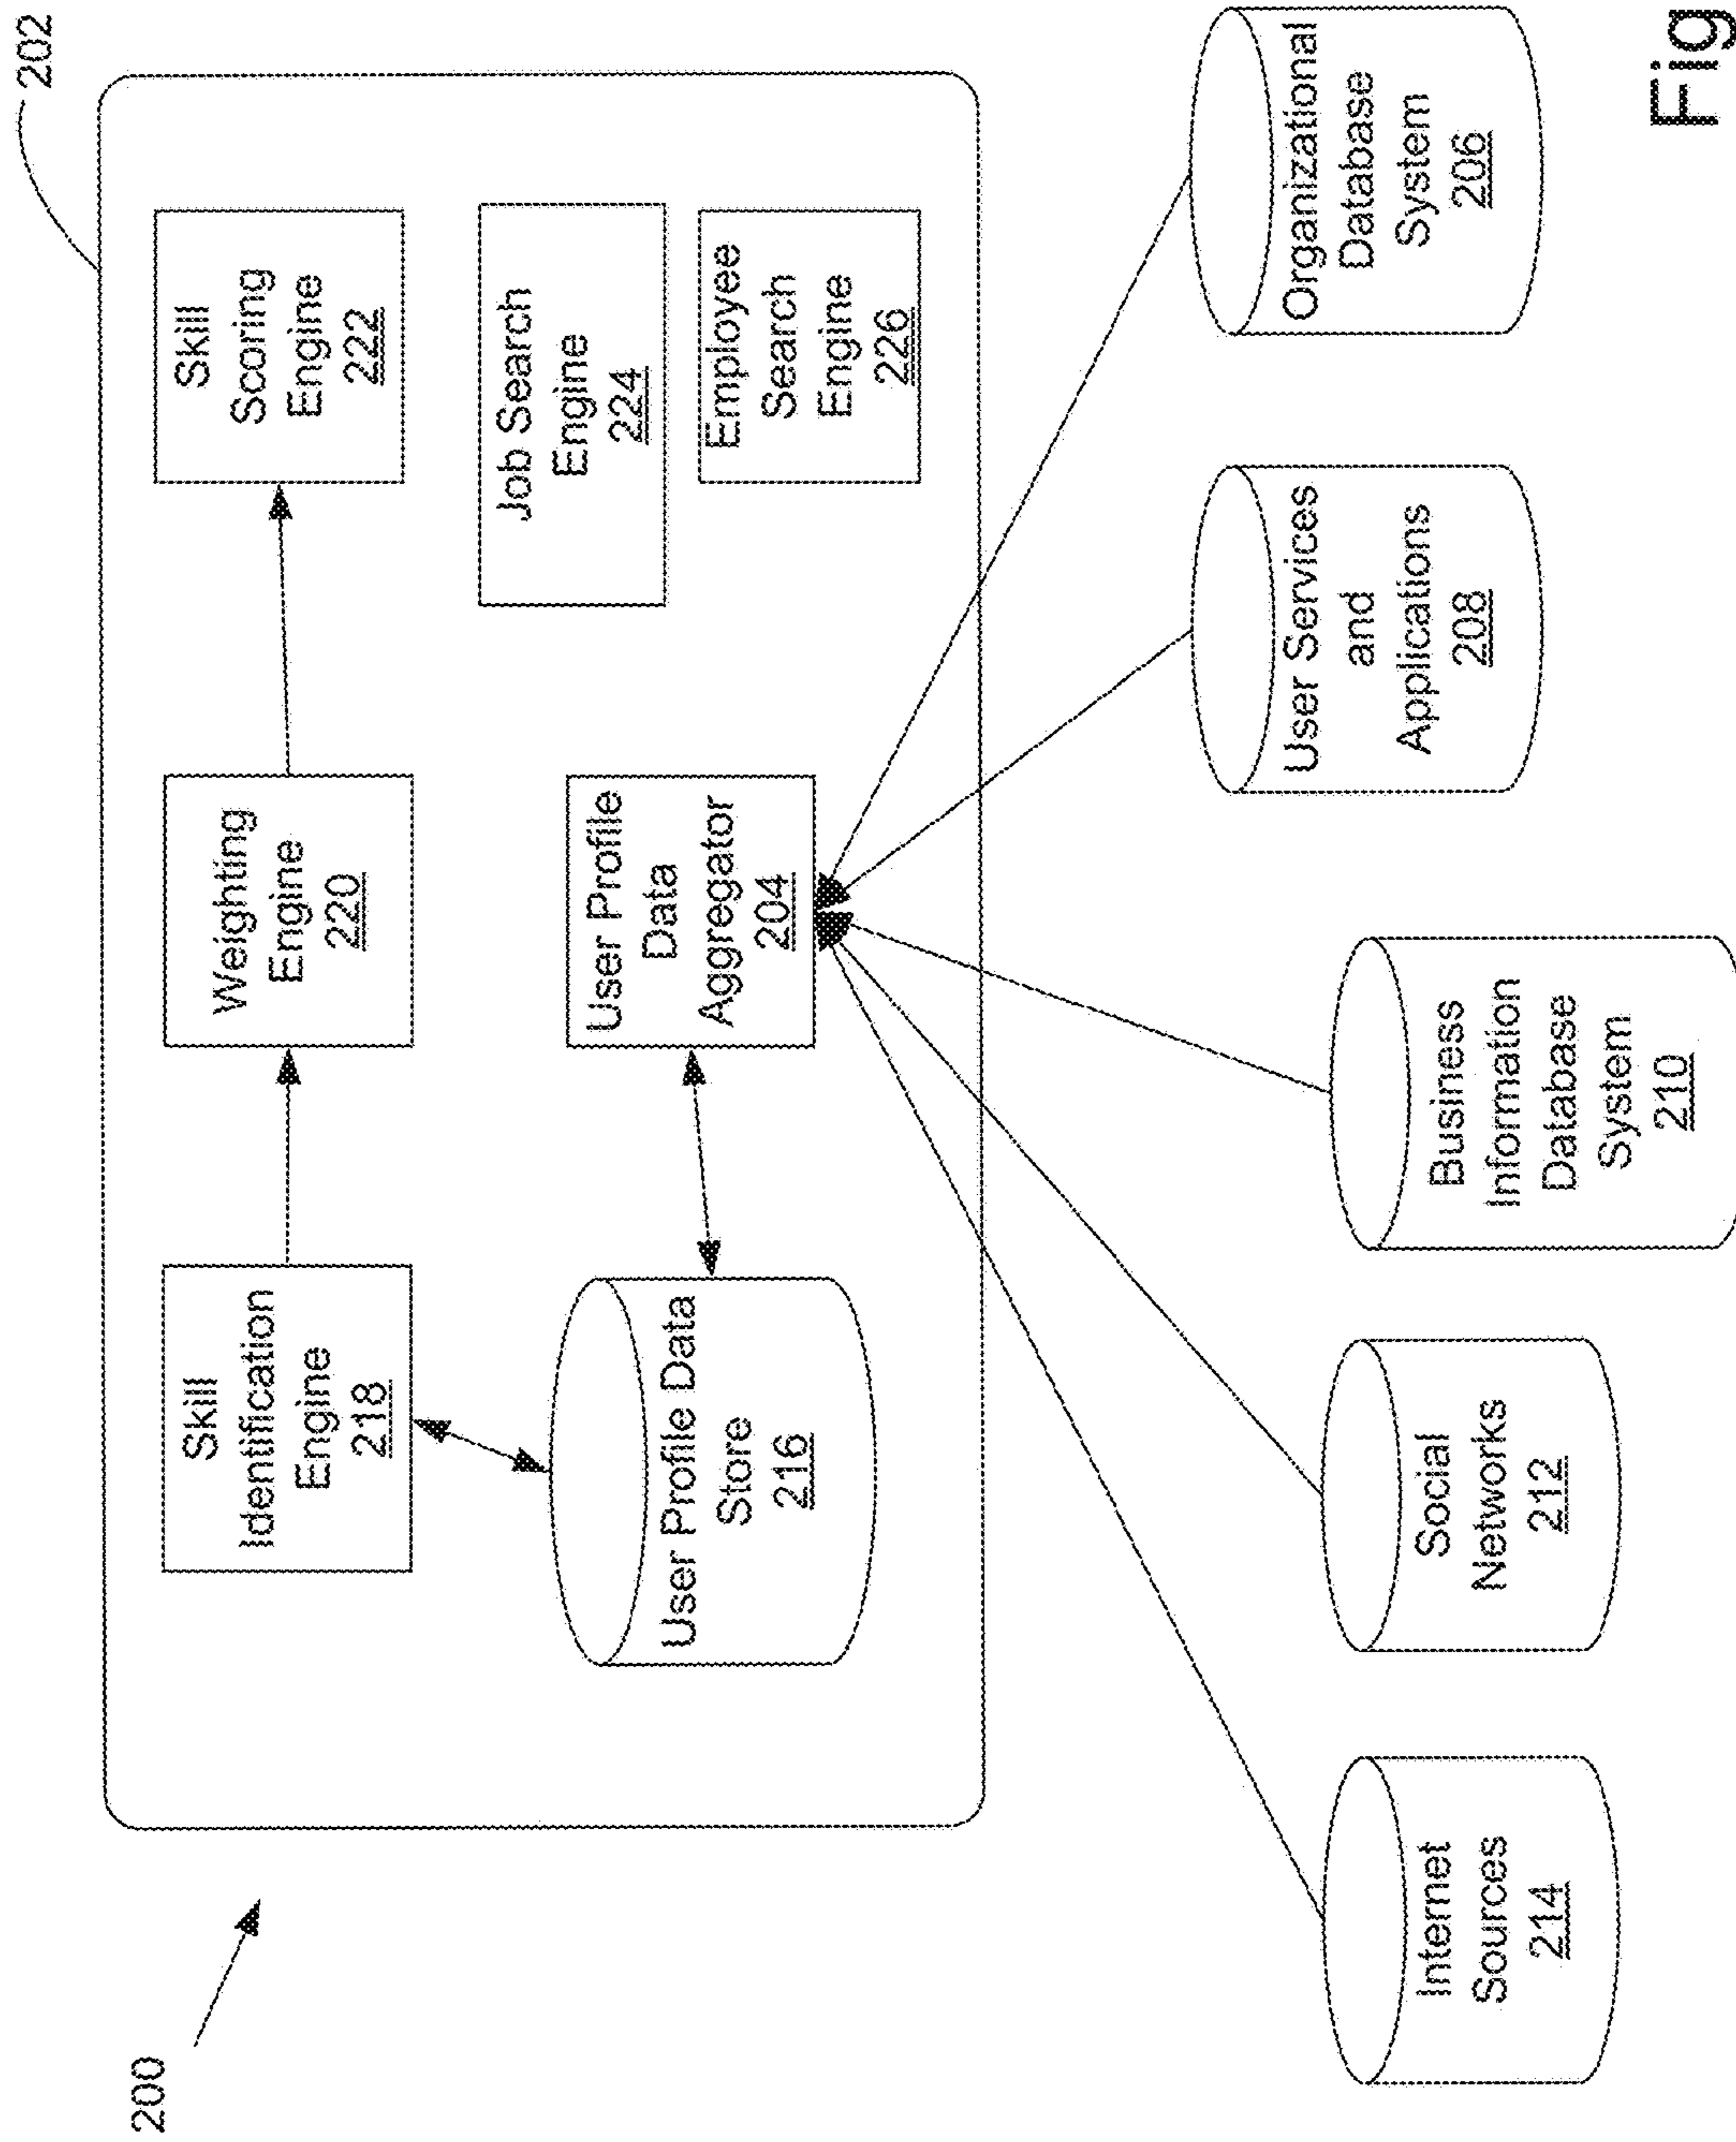 200
202
Skill
Identification
Engine
218
Weighting
Engine
220
Skill
Scoring
Engine
222
User Profile Data
Store
216
User Profile
Data
Aggregator
204
Job Search
Engine
224
Employee
Search
Engine
226
Internet
Sources
214
Social
Networks
212
Business
Information
Database
System
210
User Services
and
Applications
208
Organizational
Database
System
206
Fig